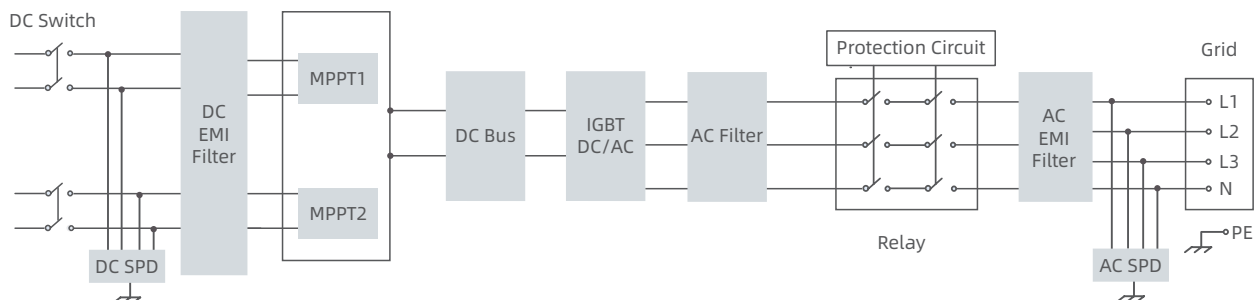 DC Switch
DC SPD
DC
EMI
Filter
MPPT1
MPPT2
DC Bus
IGBT
DC/AC
AC Filter
Protection Circuit
Relay
AC
EMI
Filter
AC SPD
Grid
L1
L2
L3
N
PE